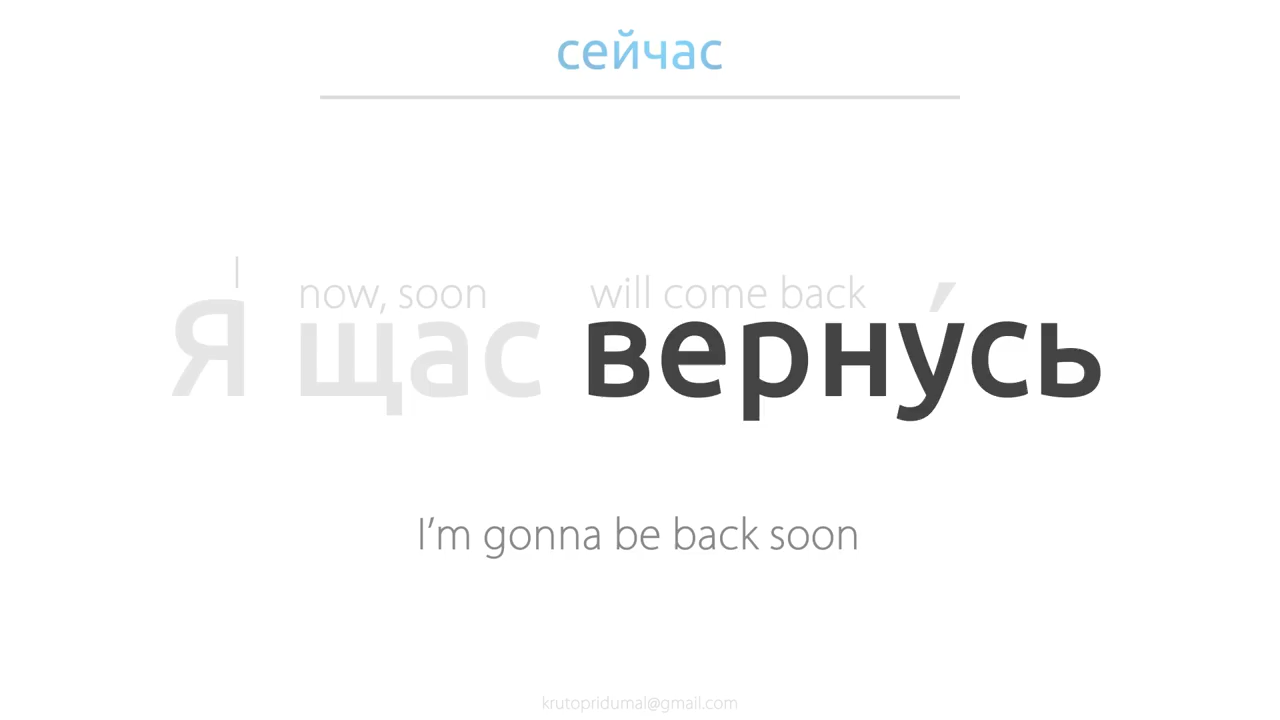 сейчас
I now, soon will come back
Я щас верну́сь
I’m gonna be back soon
krutopridumal@gmail.com